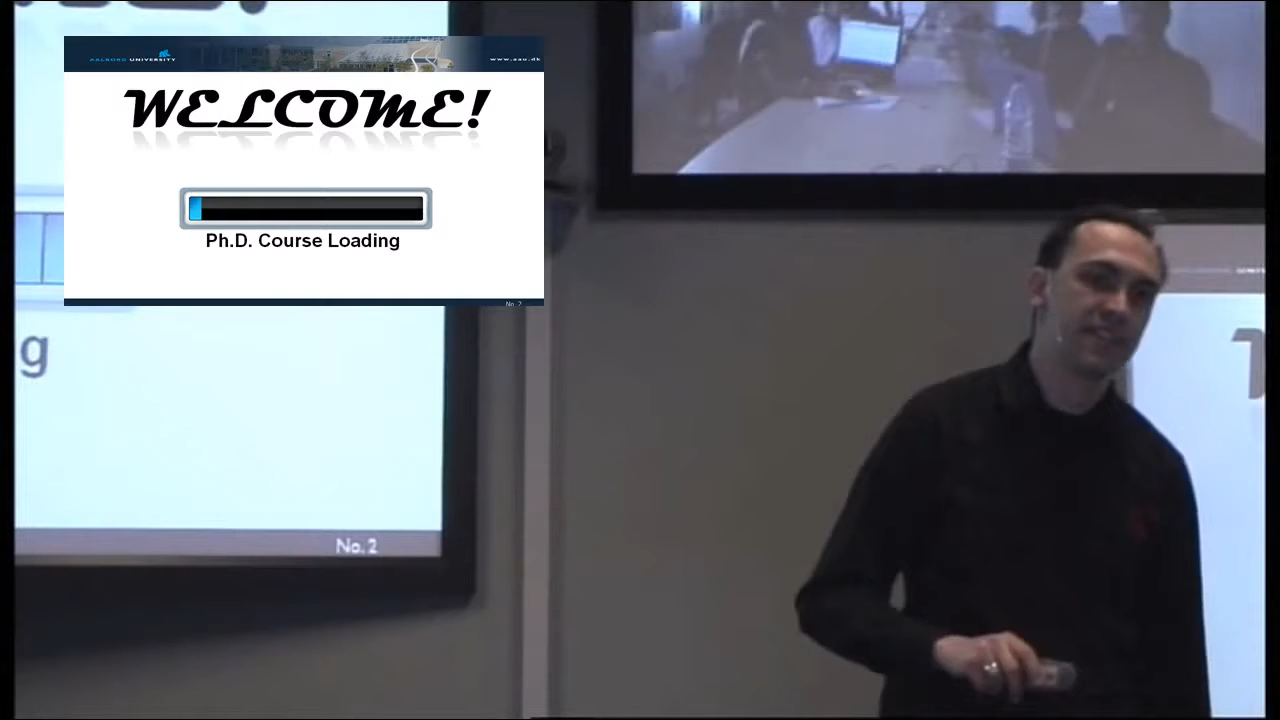 AALBORG UNIVERSITY
www.aau.dk
WELCOME!
Ph.D. Course Loading
No. 2
g
No. 2